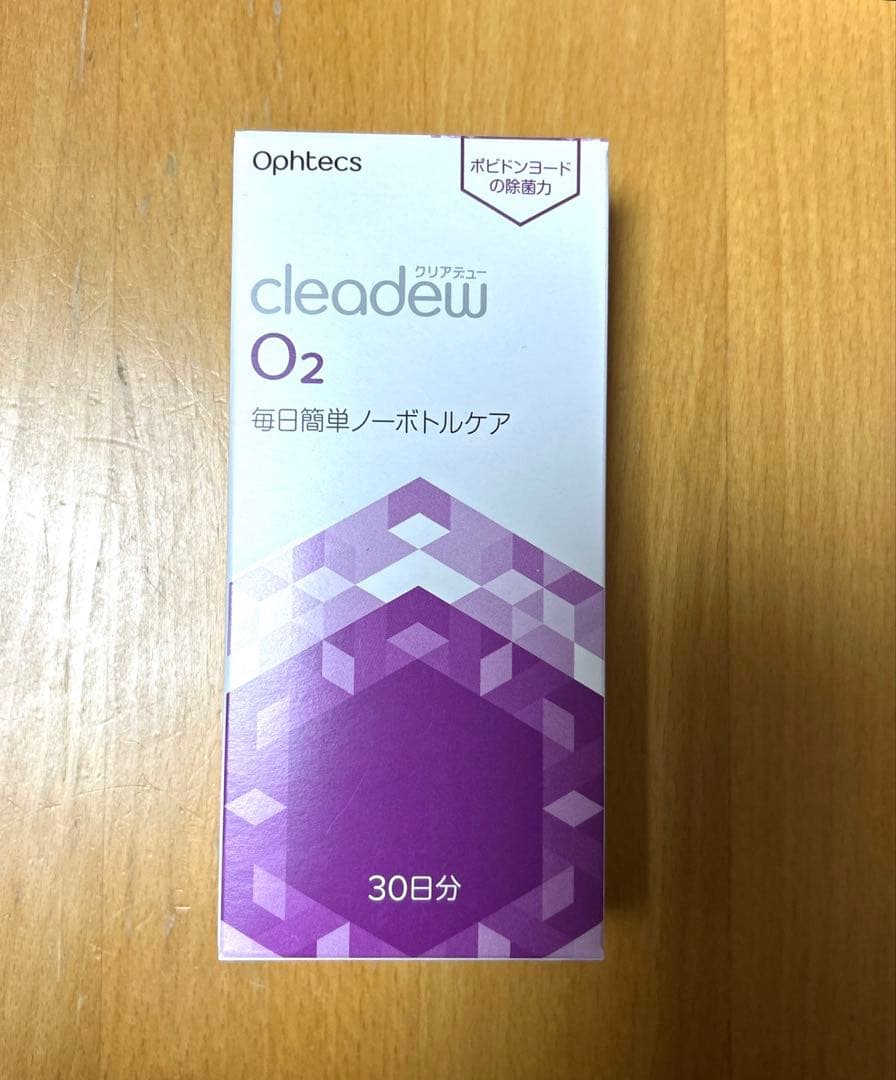 Ophtecs
ポビドンヨード
の除菌力
クリアデュー
cleadew
O2
毎日簡単ノーボトルケア
30日分